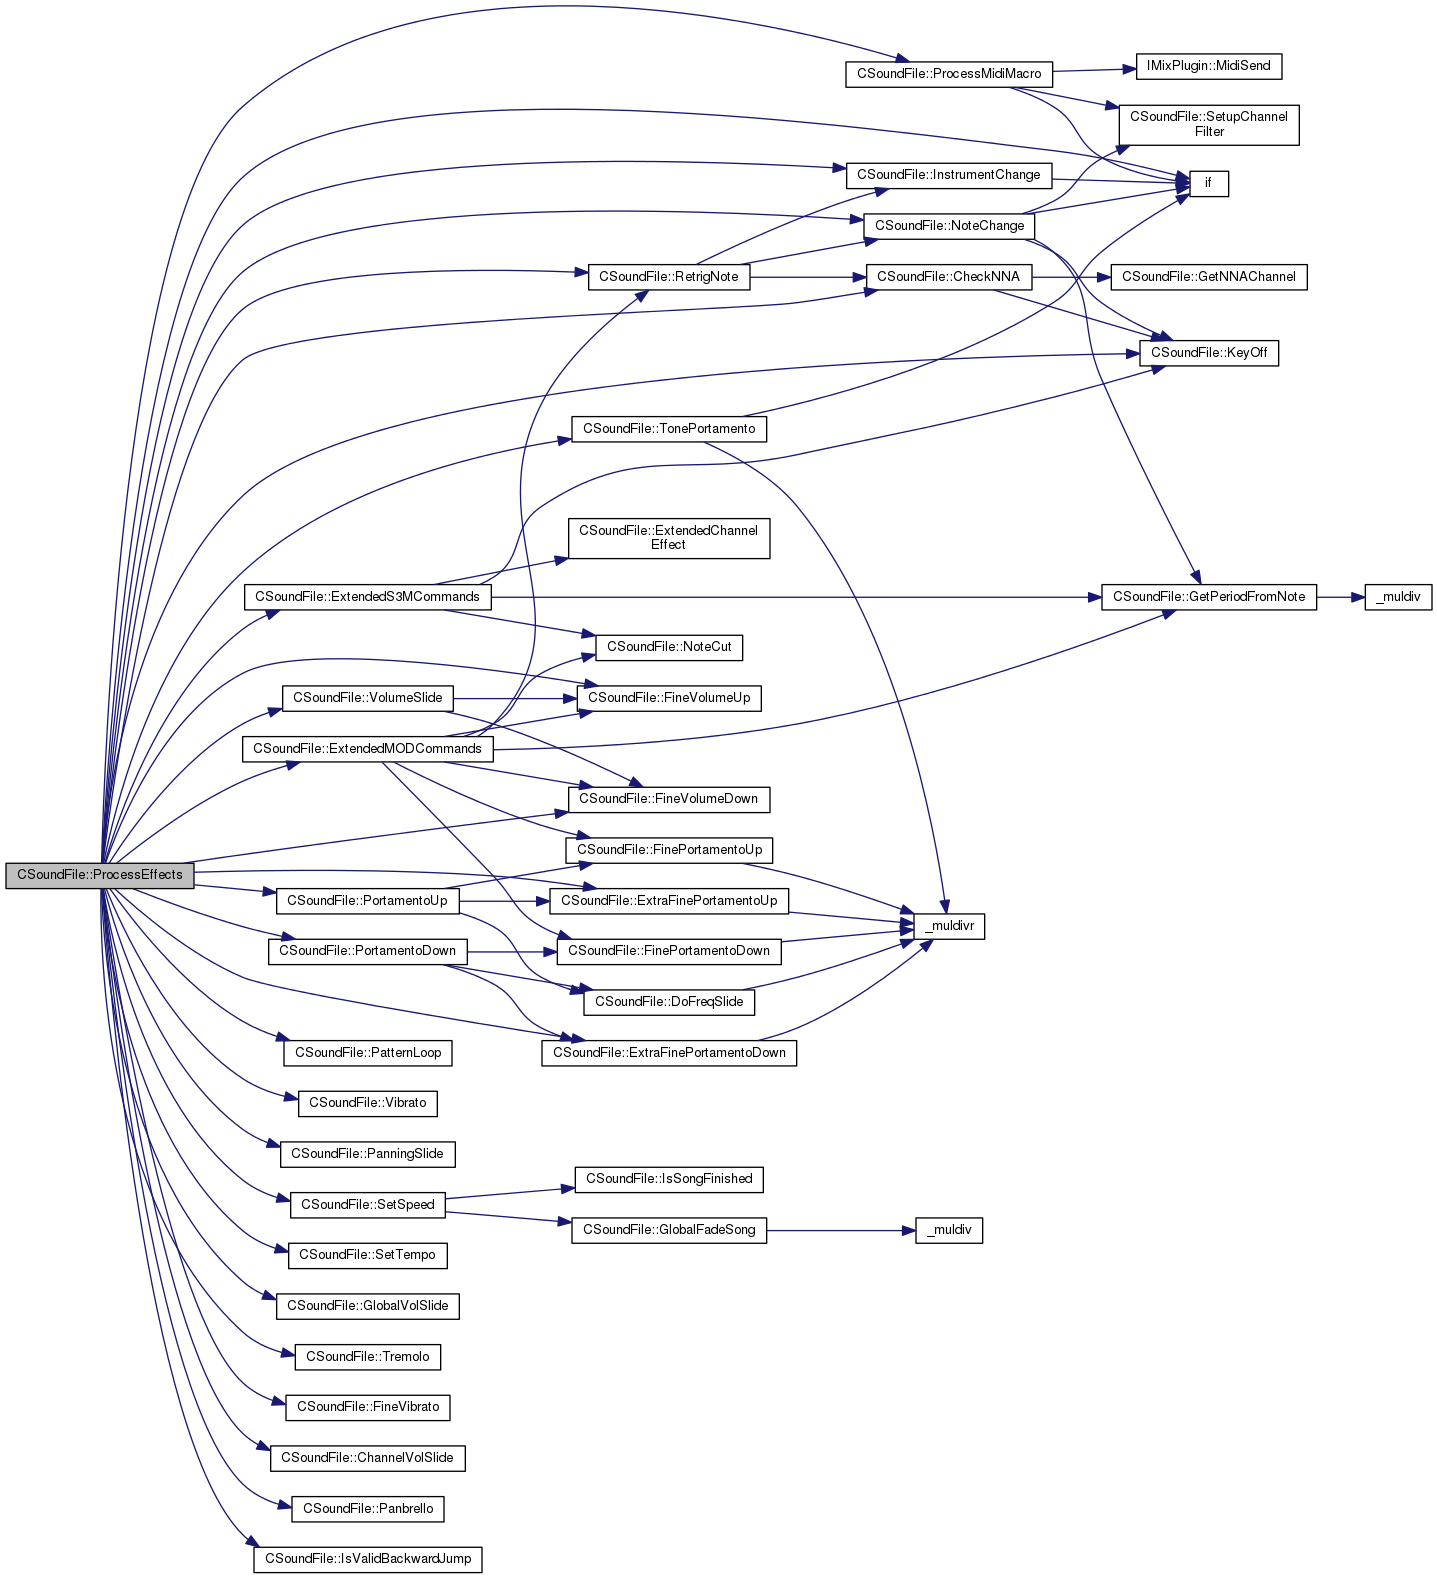 CSoundFile::ProcessMidiMacro
IMixPlugin::MidiSend
CSoundFile::SetupChannel
Filter
CSoundFile::InstrumentChange
if
CSoundFile::NoteChange
CSoundFile::RetrigNote
CSoundFile::CheckNNA
CSoundFile::GetNNAChannel
CSoundFile::KeyOff
CSoundFile::TonePortamento
CSoundFile::ExtendedChannel
Effect
CSoundFile::ExtendedS3MCommands
CSoundFile::GetPeriodFromNote
_muldiv
CSoundFile::NoteCut
CSoundFile::VolumeSlide
CSoundFile::FineVolumeUp
CSoundFile::ExtendedMODCommands
CSoundFile::FineVolumeDown
CSoundFile::FinePortamentoUp
CSoundFile::ProcessEffects
CSoundFile::PortamentoUp
CSoundFile::ExtraFinePortamentoUp
_muldivr
CSoundFile::PortamentoDown
CSoundFile::FinePortamentoDown
CSoundFile::DoFreqSlide
CSoundFile::PatternLoop
CSoundFile::ExtraFinePortamentoDown
CSoundFile::Vibrato
CSoundFile::PanningSlide
CSoundFile::IsSongFinished
CSoundFile::SetSpeed
CSoundFile::GlobalFadeSong
_muldiv
CSoundFile::SetTempo
CSoundFile::GlobalVolSlide
CSoundFile::Tremolo
CSoundFile::FineVibrato
CSoundFile::ChannelVolSlide
CSoundFile::Panbrello
CSoundFile::IsValidBackwardJump